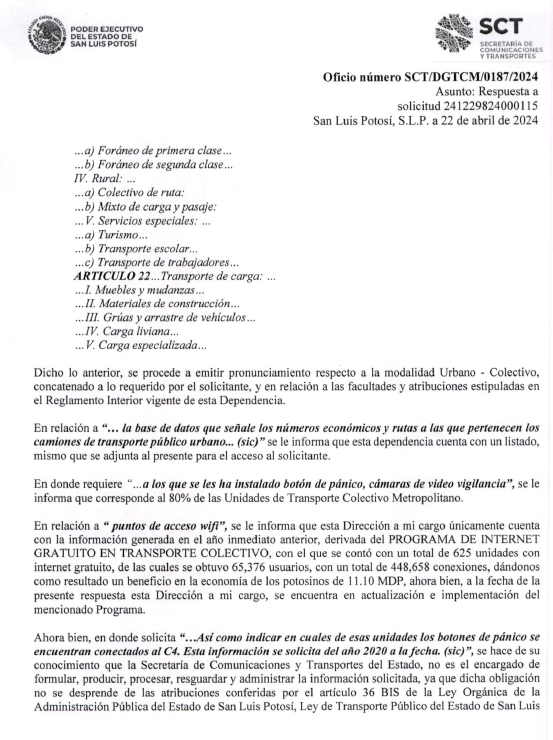 PODER EJECUTIVO
DEL ESTADO DE
SAN LUIS POTOSÍ
SCT
SECRETARÍA DE
COMUNICACIONES
Y TRANSPORTES
Oficio número SCT/DGTCM/0187/2024
Asunto: Respuesta a
solicitud 241229824000115
San Luis Potosí, S.L.P. a 22 de abril de 2024
...a) Foráneo de primera clase...
...b) Foráneo de segunda clase...
IV. Rural: ...
...a) Colectivo de ruta:
...b) Mixto de carga y pasaje:
...V. Servicios especiales: ...
...a) Turismo...
...b) Transporte escolar...
...c) Transporte de trabajadores...
ARTICULO 22...Transporte de carga: ...
...I. Muebles y mudanzas...
...II. Materiales de construcción...
...III. Grúas y arrastre de vehículos...
...IV. Carga liviana...
...V. Carga especializada...
Dicho lo anterior, se procede a emitir pronunciamiento respecto a la modalidad Urbano - Colectivo,
concatenado a lo requerido por el solicitante, y en relación a las facultades y atribuciones estipuladas en
el Reglamento Interior vigente de esta Dependencia.
En relación a “... la base de datos que señale los números económicos y rutas a las que pertenecen los
camiones de transporte público urbano... (sic)” se le informa que esta dependencia cuenta con un listado,
mismo que se adjunta al presente para el acceso al solicitante.
En donde requiere “...a los que se les ha instalado botón de pánico, cámaras de video vigilancia”, se le
informa que corresponde al 80% de las Unidades de Transporte Colectivo Metropolitano.
En relación a “ puntos de acceso wifi”, se le informa que esta Dirección a mi cargo únicamente cuenta
con la información generada en el año inmediato anterior, derivada del PROGRAMA DE INTERNET
GRATUITO EN TRANSPORTE COLECTIVO, con el que se contó con un total de 625 unidades con
internet gratuito, de las cuales se obtuvo 65,376 usuarios, con un total de 448,658 conexiones, dándonos
como resultado un beneficio en la economía de los potosinos de 11.10 MDP, ahora bien, a la fecha de la
presente respuesta esta Dirección a mi cargo, se encuentra en actualización e implementación del
mencionado Programa.
Ahora bien, en donde solicita “...Así como indicar en cuales de esas unidades los botones de pánico se
encuentran conectados al C4. Esta información se solicita del año 2020 a la fecha. (sic)”, se hace de su
conocimiento que la Secretaría de Comunicaciones y Transportes del Estado, no es el encargado de
formular, producir, procesar, resguardar y administrar la información solicitada, ya que dicha obligación
no se desprende de las atribuciones conferidas por el artículo 36 BIS de la Ley Orgánica de la
Administración Pública del Estado de San Luis Potosí, Ley de Transporte Público del Estado de San Luis